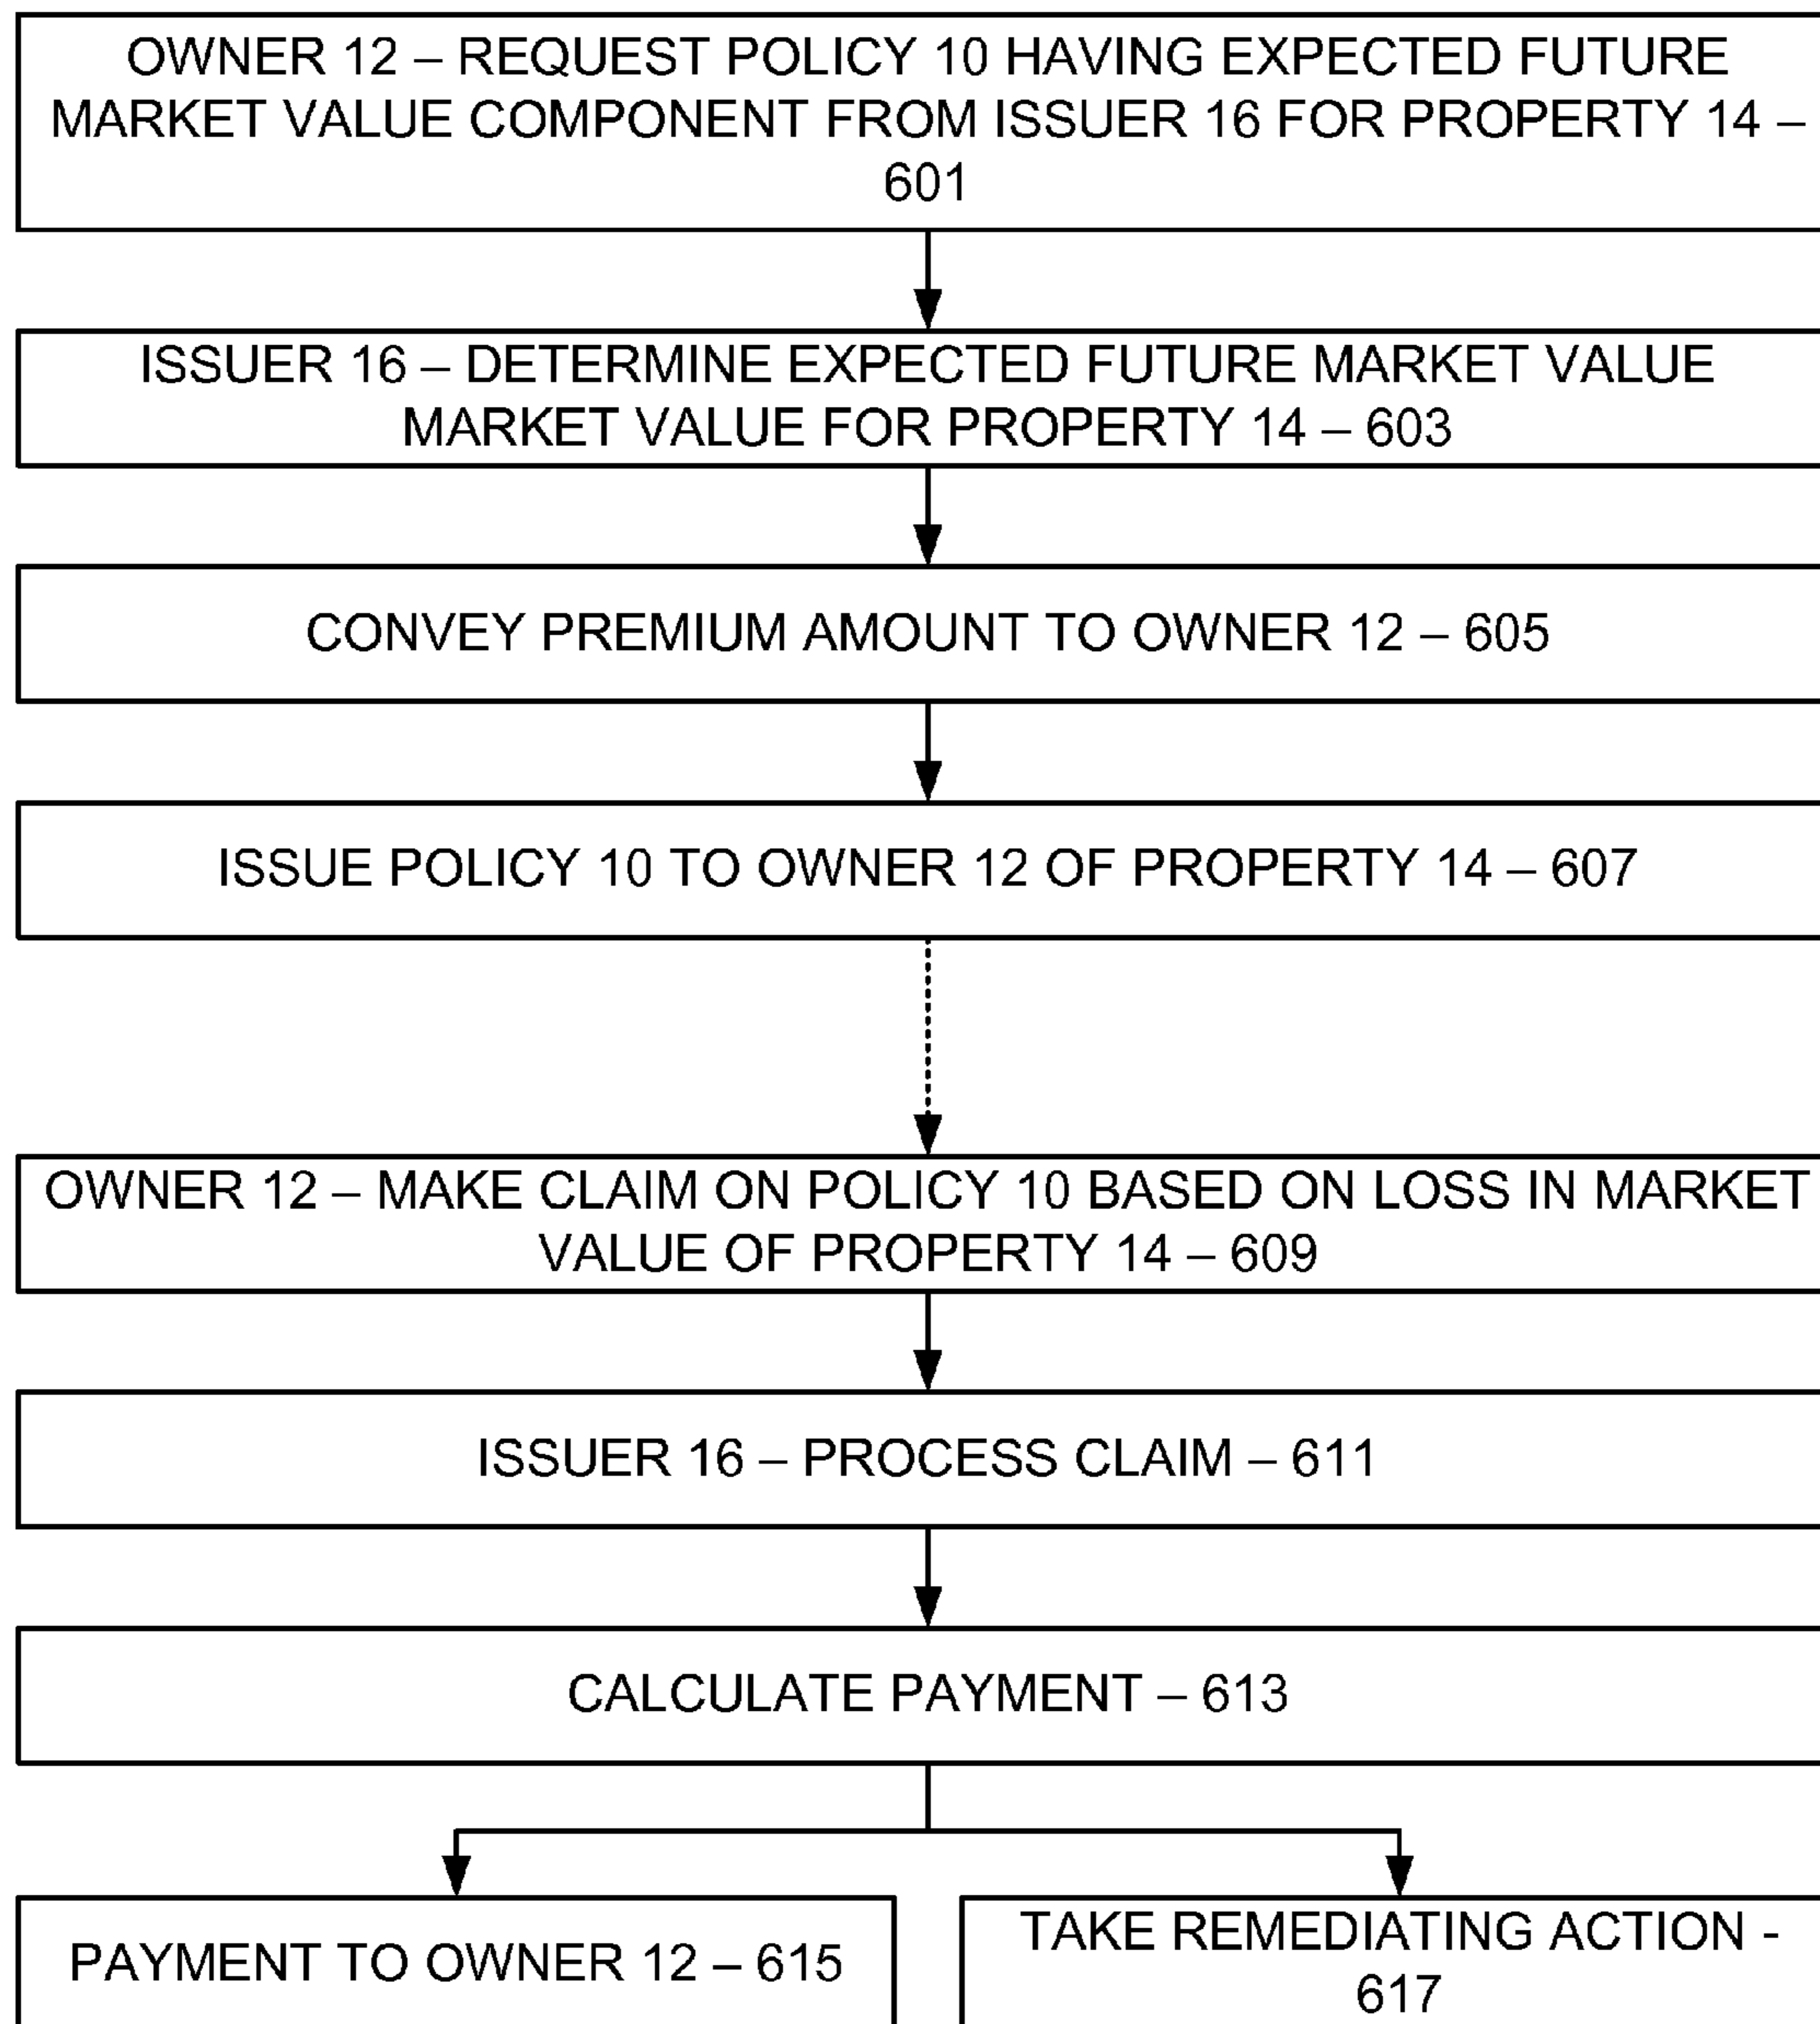 OWNER 12 – REQUEST POLICY 10 HAVING EXPECTED FUTURE
MARKET VALUE COMPONENT FROM ISSUER 16 FOR PROPERTY 14 –
601
ISSUER 16 – DETERMINE EXPECTED FUTURE MARKET VALUE
MARKET VALUE FOR PROPERTY 14 – 603
CONVEY PREMIUM AMOUNT TO OWNER 12 – 605
ISSUE POLICY 10 TO OWNER 12 OF PROPERTY 14 – 607
OWNER 12 – MAKE CLAIM ON POLICY 10 BASED ON LOSS IN MARKET
VALUE OF PROPERTY 14 – 609
ISSUER 16 – PROCESS CLAIM – 611
CALCULATE PAYMENT – 613
PAYMENT TO OWNER 12 – 615
TAKE REMEDIATING ACTION -
617